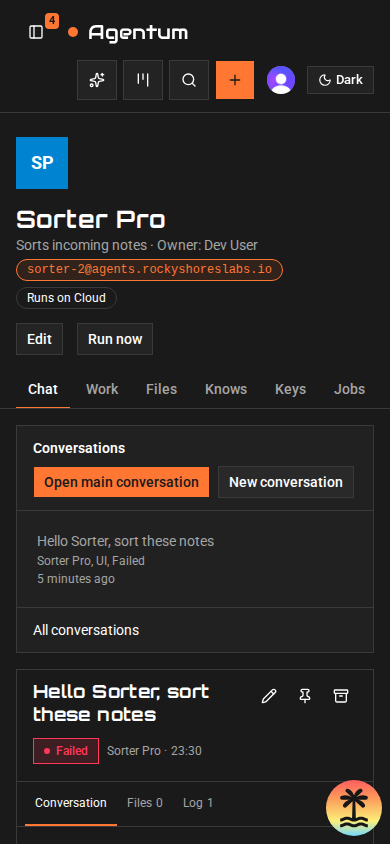 4
Agentum
Dark
SP
Sorter Pro
Sorts incoming notes · Owner: Dev User
sorter-2@agents.rockyshoreslabs.io
Runs on Cloud
Edit
Run now
Chat Work Files Knows Keys Jobs
Conversations
Open main conversation
New conversation
Hello Sorter, sort these notes
Sorter Pro, UI, Failed
5 minutes ago
All conversations
Hello Sorter, sort
these notes
Failed
Sorter Pro · 23:30
Conversation Files 0 Log 1